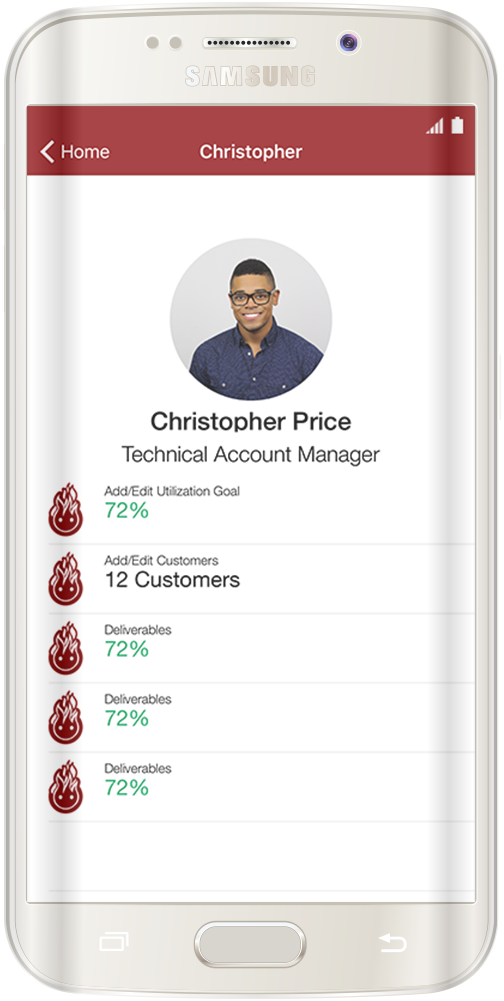 SAMSUNG
Home
Christopher
Christopher Price
Technical Account Manager
Add/Edit Utilization Goal
72%
Add/Edit Customers
12 Customers
Deliverables
72%
Deliverables
72%
Deliverables
72%